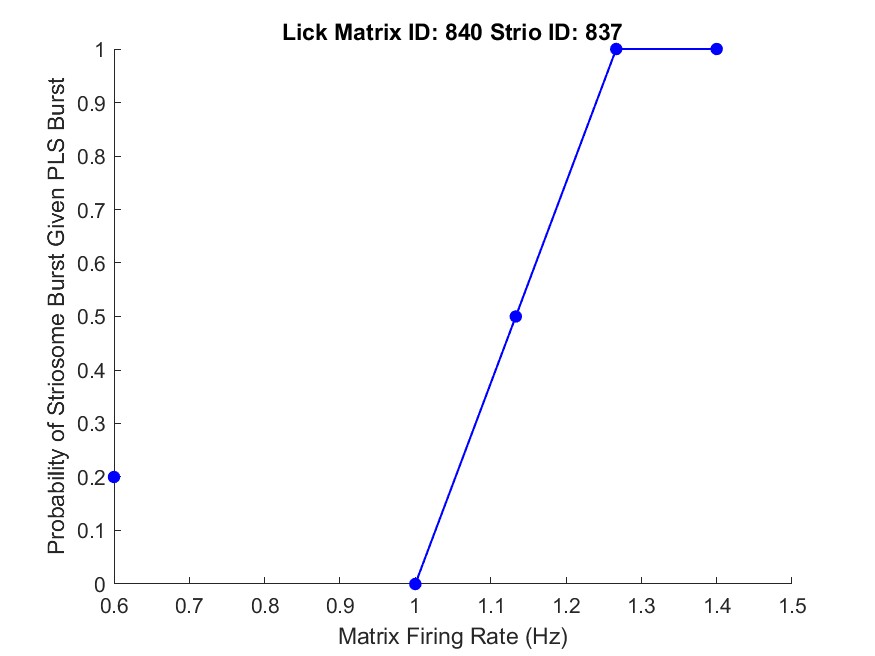 Lick Matrix ID: 840 Strio ID: 837
Probability of Striosome Burst Given PLS Burst
1
0.9
0.8
0.7
0.6
0.5
0.4
0.3
0.2
0.1
0
0.6 0.7 0.8 0.9 1 1.1 1.2 1.3 1.4 1.5
Matrix Firing Rate (Hz)